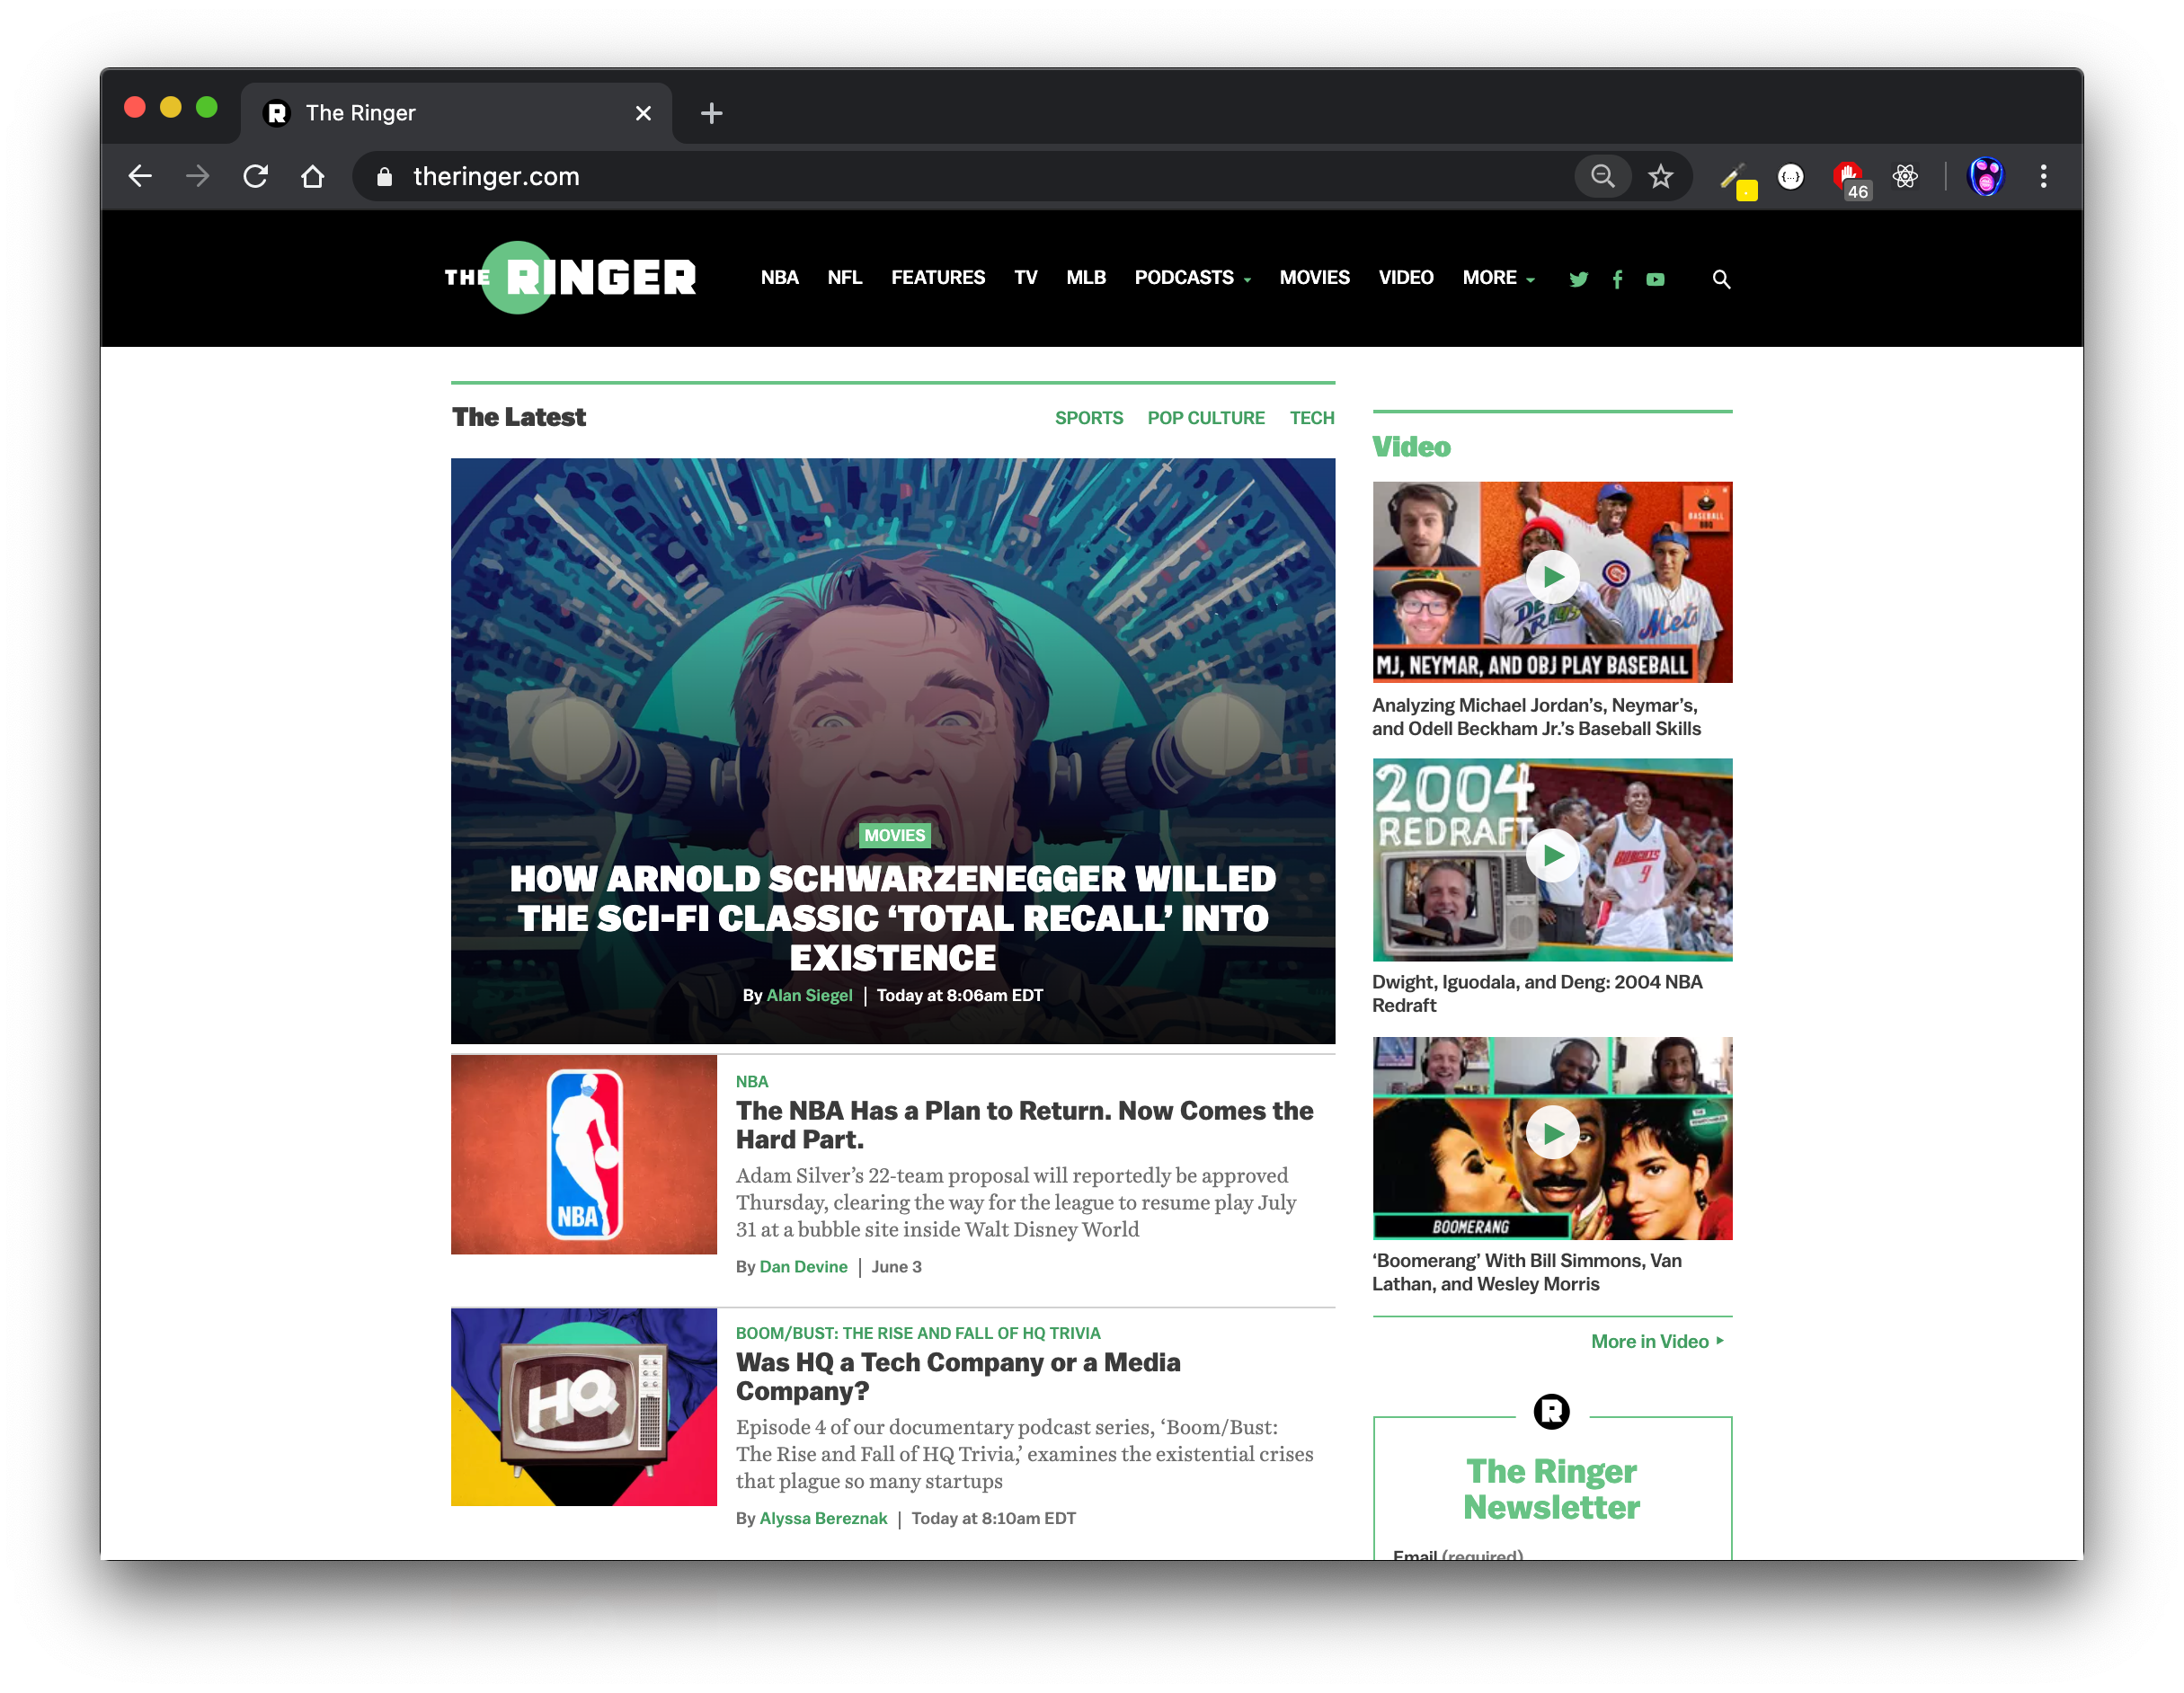 The Ringer
theringer.com
46
THE RINGER
NBA NFL FEATURES TV MLB PODCASTS MOVIES VIDEO MORE
The Latest
SPORTS POP CULTURE TECH
MOVIES
HOW ARNOLD SCHWARZENEGGER WILLED
THE SCI-FI CLASSIC ‘TOTAL RECALL’ INTO
EXISTENCE
By Alan Siegel | Today at 8:06am EDT
NBA
NBA
The NBA Has a Plan to Return. Now Comes the
Hard Part.
Adam Silver’s 22-team proposal will reportedly be approved
Thursday, clearing the way for the league to resume play July
31 at a bubble site inside Walt Disney World
By Dan Devine | June 3
HQ
BOOM/BUST: THE RISE AND FALL OF HQ TRIVIA
Was HQ a Tech Company or a Media
Company?
Episode 4 of our documentary podcast series, ‘Boom/Bust:
The Rise and Fall of HQ Trivia,’ examines the existential crises
that plague so many startups
By Alyssa Bereznak | Today at 8:10am EDT
Video
BASEBALL
BBQ
DEVIL
RAYS
Mets
MJ, NEYMAR, AND OBJ PLAY BASEBALL
Analyzing Michael Jordan’s, Neymar’s,
and Odell Beckham Jr.’s Baseball Skills
2004
REDRAFT
BOBCATS
9
Dwight, Iguodala, and Deng: 2004 NBA
Redraft
BOOMERANG
‘Boomerang’ With Bill Simmons, Van
Lathan, and Wesley Morris
More in Video
R
The Ringer
Newsletter
Email (required)